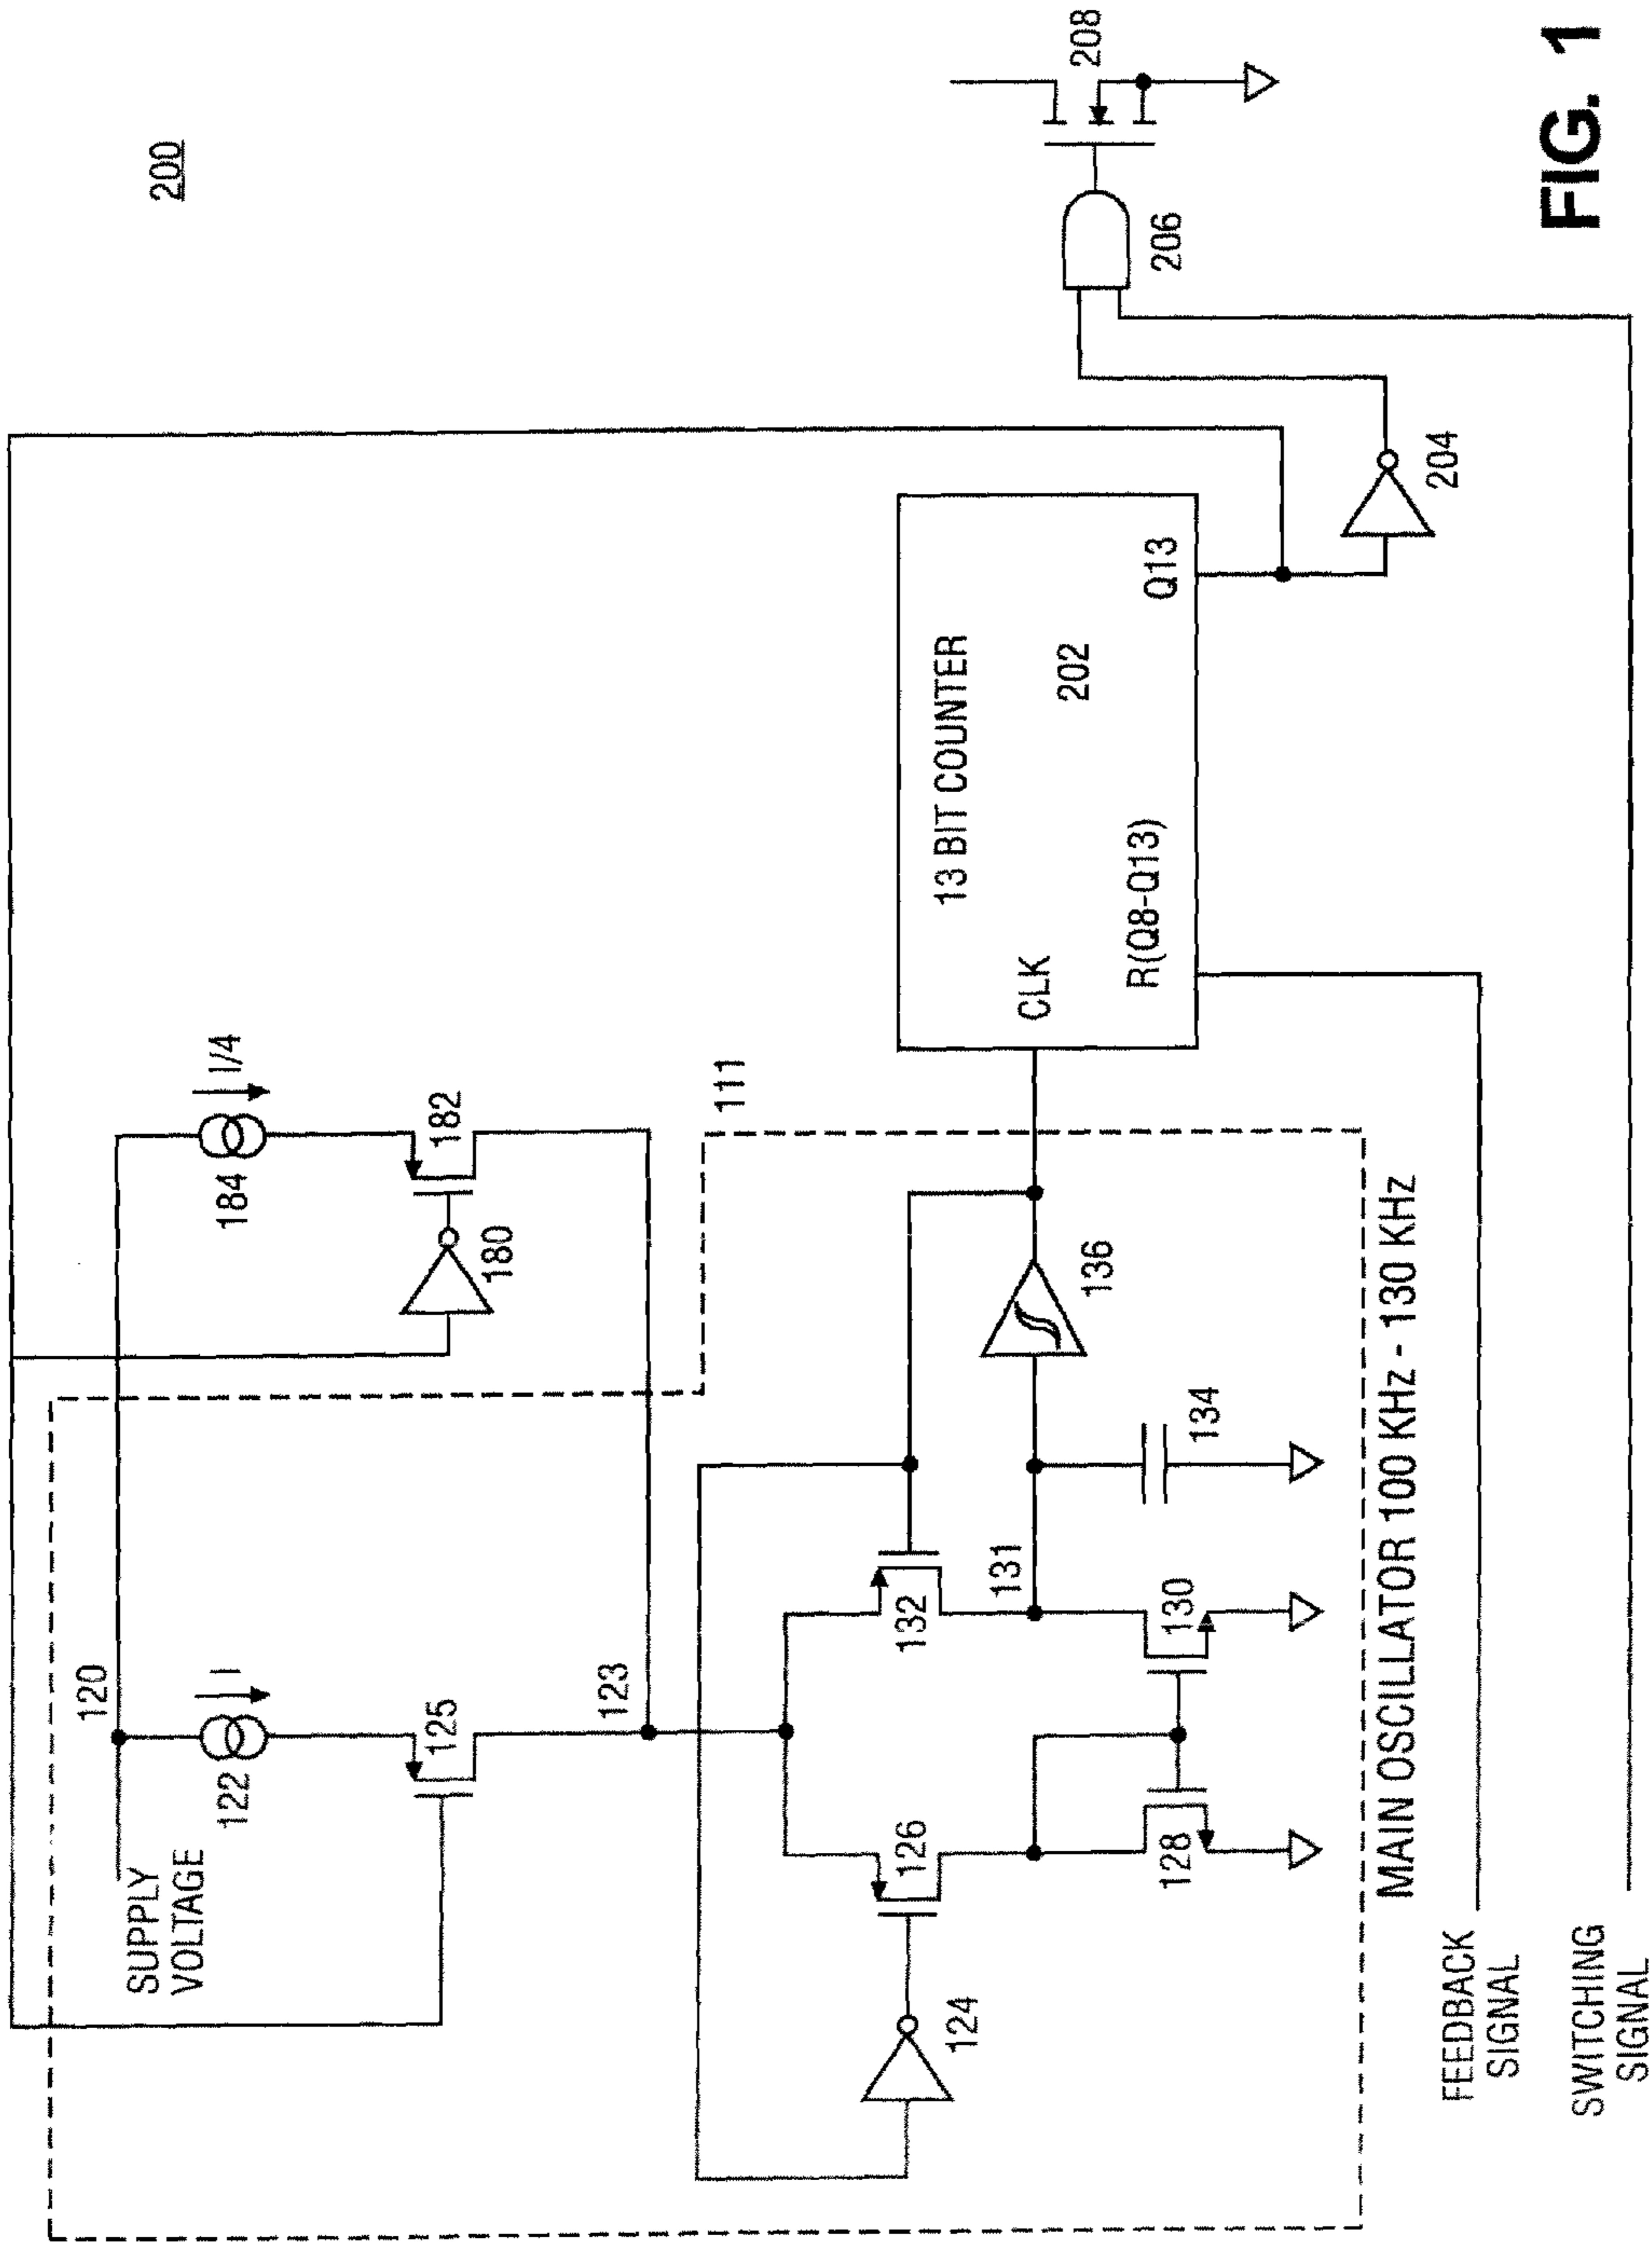 200
120
SUPPLY
VOLTAGE
I
122
125
123
I/4
184
182
180
111
124
126
132
131
128
130
134
136
MAIN OSCILLATOR 100 KHz - 130 KHz
13 BIT COUNTER
202
CLK
R(Q8-Q13)
Q13
204
206
208
FEEDBACK
SIGNAL
SWITCHING
SIGNAL
FIG. 1